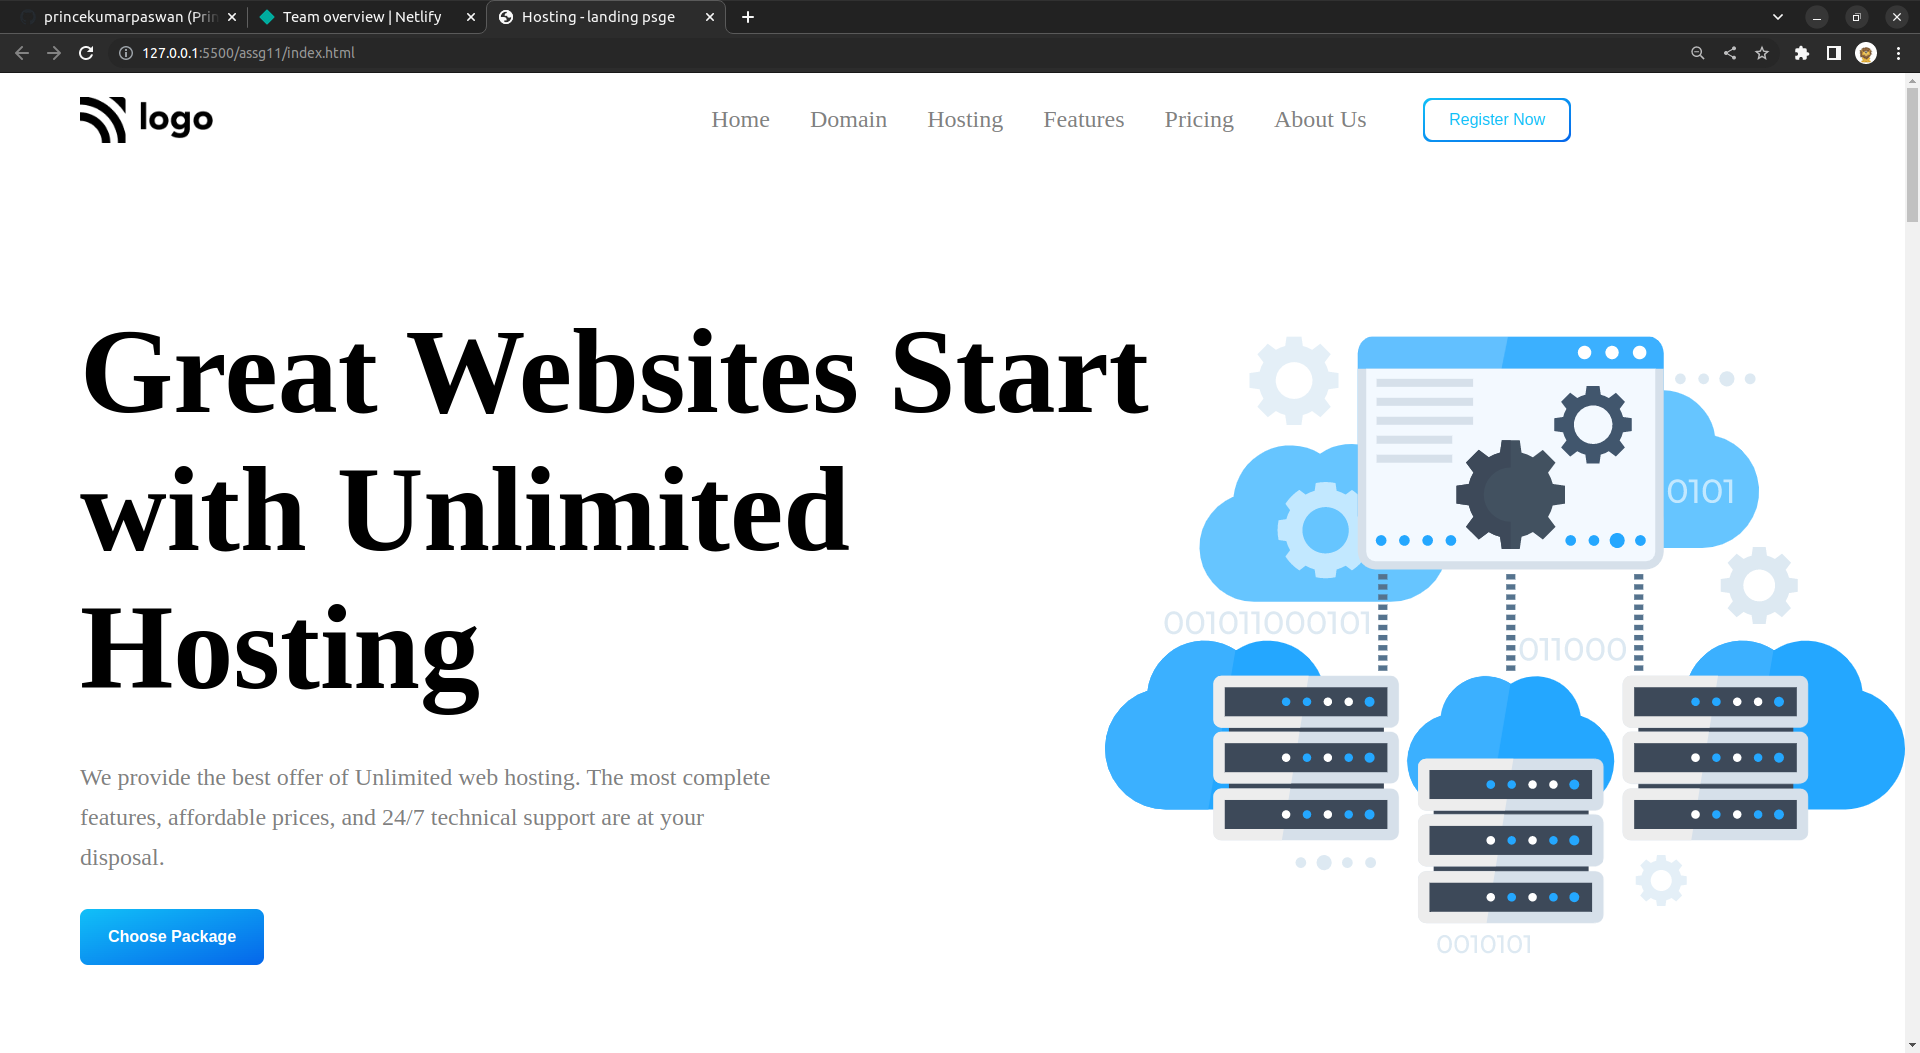 princekumarpaswan (Prin
Team overview | Netlify
Hosting - landing psge
127.0.0.1:5500/assg11/index.html
logo
Home
Domain
Hosting
Features
Pricing
About Us
Register Now
Great Websites Start
with Unlimited
Hosting
We provide the best offer of Unlimited web hosting. The most complete
features, affordable prices, and 24/7 technical support are at your
disposal.
Choose Package
0101
001011000101
011000
0010101